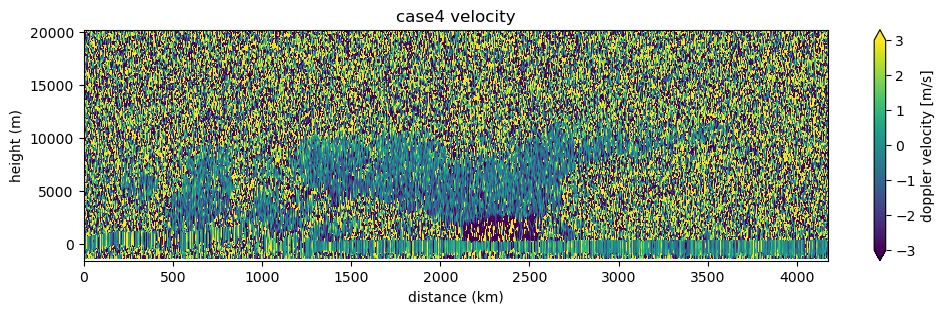 case4 velocity
20000
15000
10000
5000
0
height (m)
0 500 1000 1500 2000 2500 3000 3500 4000
distance (km)
3
2
1
0
−1
−2
−3
doppler velocity [m/s]